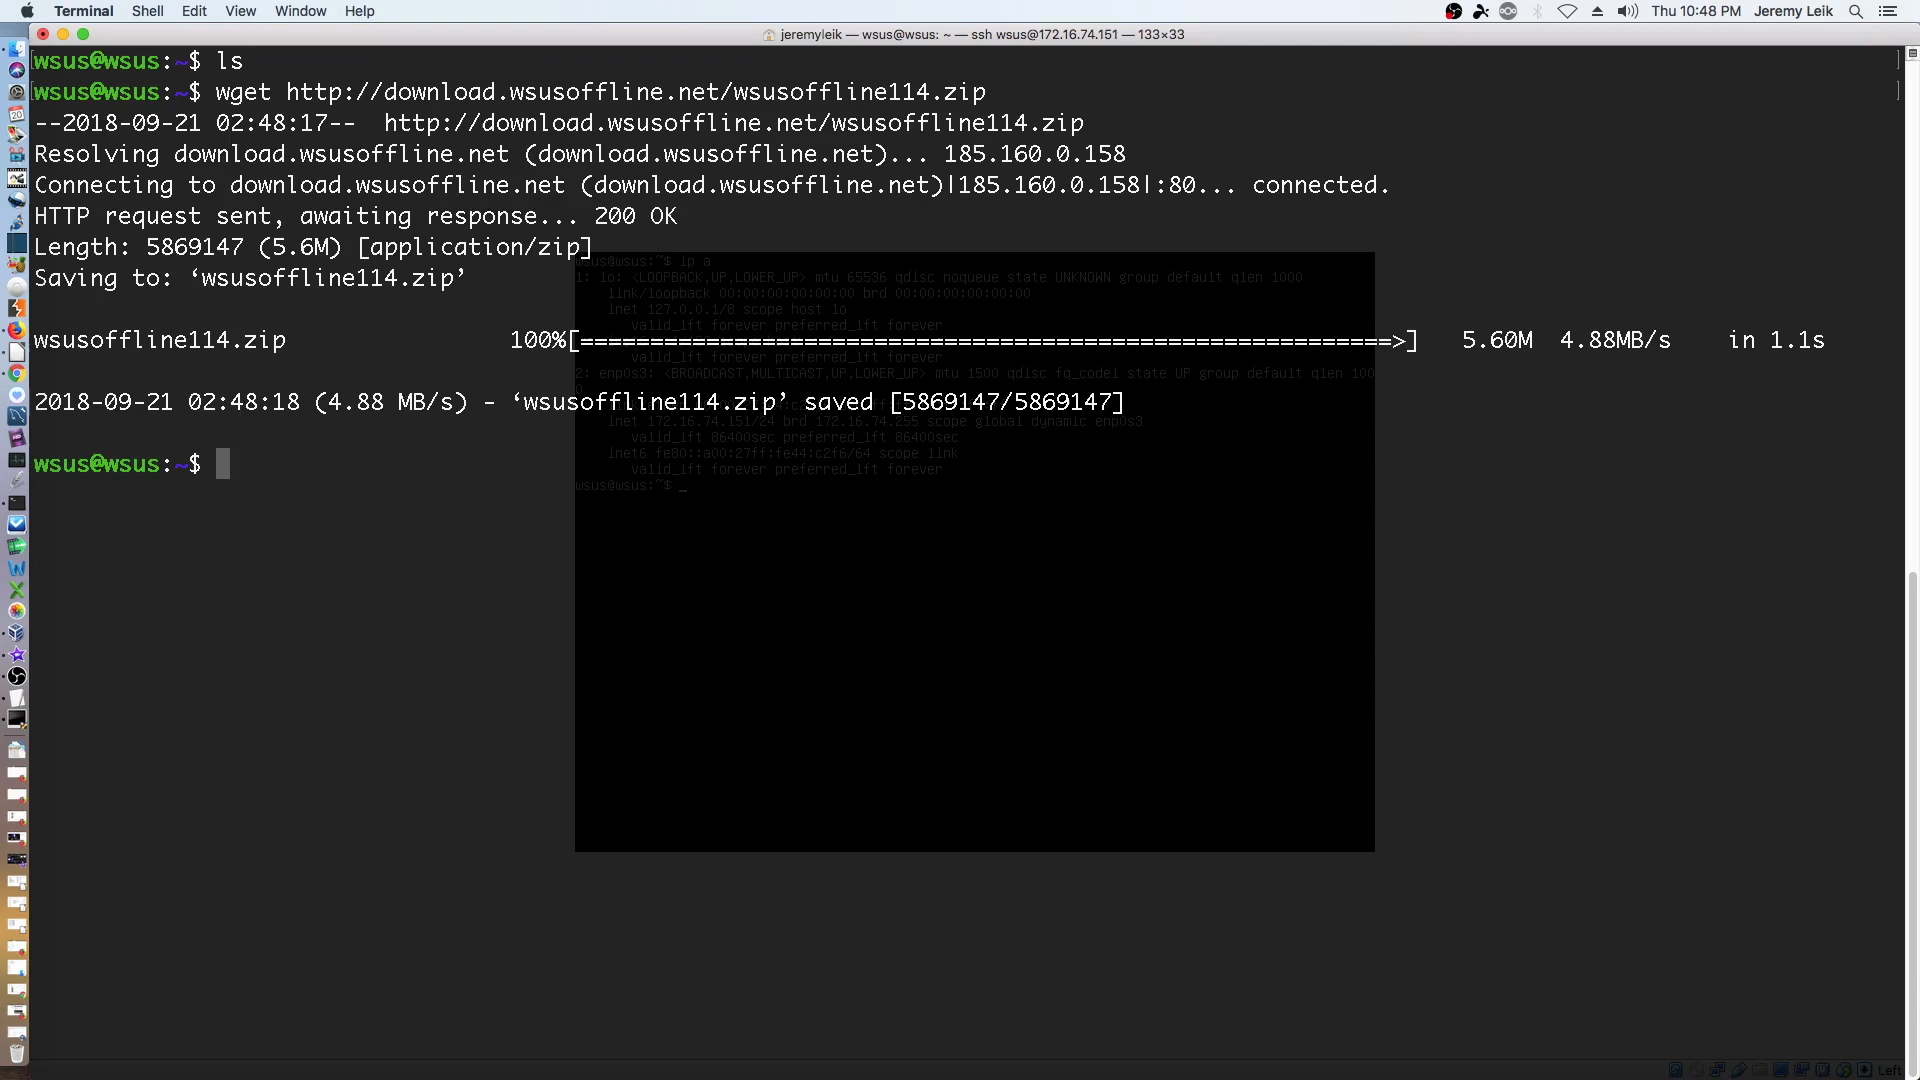 Terminal Shell Edit View Window Help Thu 10:48 PM Jeremy Leik
jeremyleik — wsus@wsus: ~ — ssh wsus@172.16.74.151 — 133×33
wsus@wsus:~$ ls
wsus@wsus:~$ wget http://download.wsusoffline.net/wsusoffline114.zip
--2018-09-21 02:48:17--  http://download.wsusoffline.net/wsusoffline114.zip
Resolving download.wsusoffline.net (download.wsusoffline.net)... 185.160.0.158
Connecting to download.wsusoffline.net (download.wsusoffline.net)|185.160.0.158|:80... connected.
HTTP request sent, awaiting response... 200 OK
Length: 5869147 (5.6M) [application/zip]
Saving to: ‘wsusoffline114.zip’
wsusoffline114.zip 100%[==========================================================>] 5.60M 4.88MB/s in 1.1s
2018-09-21 02:48:18 (4.88 MB/s) - ‘wsusoffline114.zip’ saved [5869147/5869147]
wsus@wsus:~$
wsus@wsus:~$ ip a
1: lo: <LOOPBACK,UP,LOWER_UP> mtu 65536 qdisc noqueue state UNKNOWN group default qlen 1000
link/loopback 00:00:00:00:00:00 brd 00:00:00:00:00:00
inet 127.0.0.1/8 scope host lo
valid_lft forever preferred_lft forever
valid_lft forever preferred_lft forever
2: enp0s3: <BROADCAST,MULTICAST,UP,LOWER_UP> mtu 1500 qdisc fq_codel state UP group default qlen 100
0
inet 172.16.74.151/24 brd 172.16.74.255 scope global dynamic enp0s3
valid_lft 86400sec preferred_lft 86400sec
inet6 fe80::a00:27ff:fe44:c2f6/64 scope link
valid_lft forever preferred_lft forever
wsus@wsus:~$ _
Left